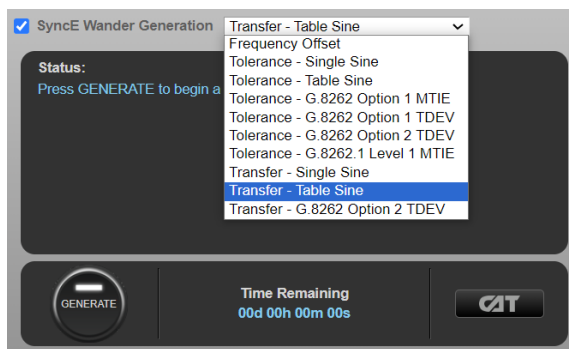 SyncE Wander Generation Transfer - Table Sine
Frequency Offset
Tolerance - Single Sine
Tolerance - Table Sine
Tolerance - G.8262 Option 1 MTIE
Tolerance - G.8262 Option 1 TDEV
Tolerance - G.8262 Option 2 TDEV
Tolerance - G.8262.1 Level 1 MTIE
Transfer - Single Sine
Transfer - Table Sine
Transfer - G.8262 Option 2 TDEV
Status:
Press GENERATE to begin a
GENERATE
Time Remaining
00d 00h 00m 00s
CAT